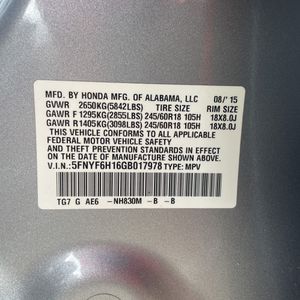 MFD. BY HONDA MFG. OF ALABAMA, LLC 08/'15
GVWR 2650KG(5842LBS) TIRE SIZE RIM SIZE
GAWR F 1295KG(2855LBS) 245/60R18 105H 18X8.0J
GAWR R1405KG(3098LBS) 245/60R18 105H 18X8.0J
THIS VEHICLE CONFORMS TO ALL APPLICABLE
FEDERAL MOTOR VEHICLE SAFETY AND THEFT
PREVENTION STANDARDS IN EFFECT ON THE DATE
OF MANUFACTURE SHOWN ABOVE.
V.I.N.:5FNYF6H16GB017978 TYPE: MPV
TG7 G AE6 -NH830M -B -B